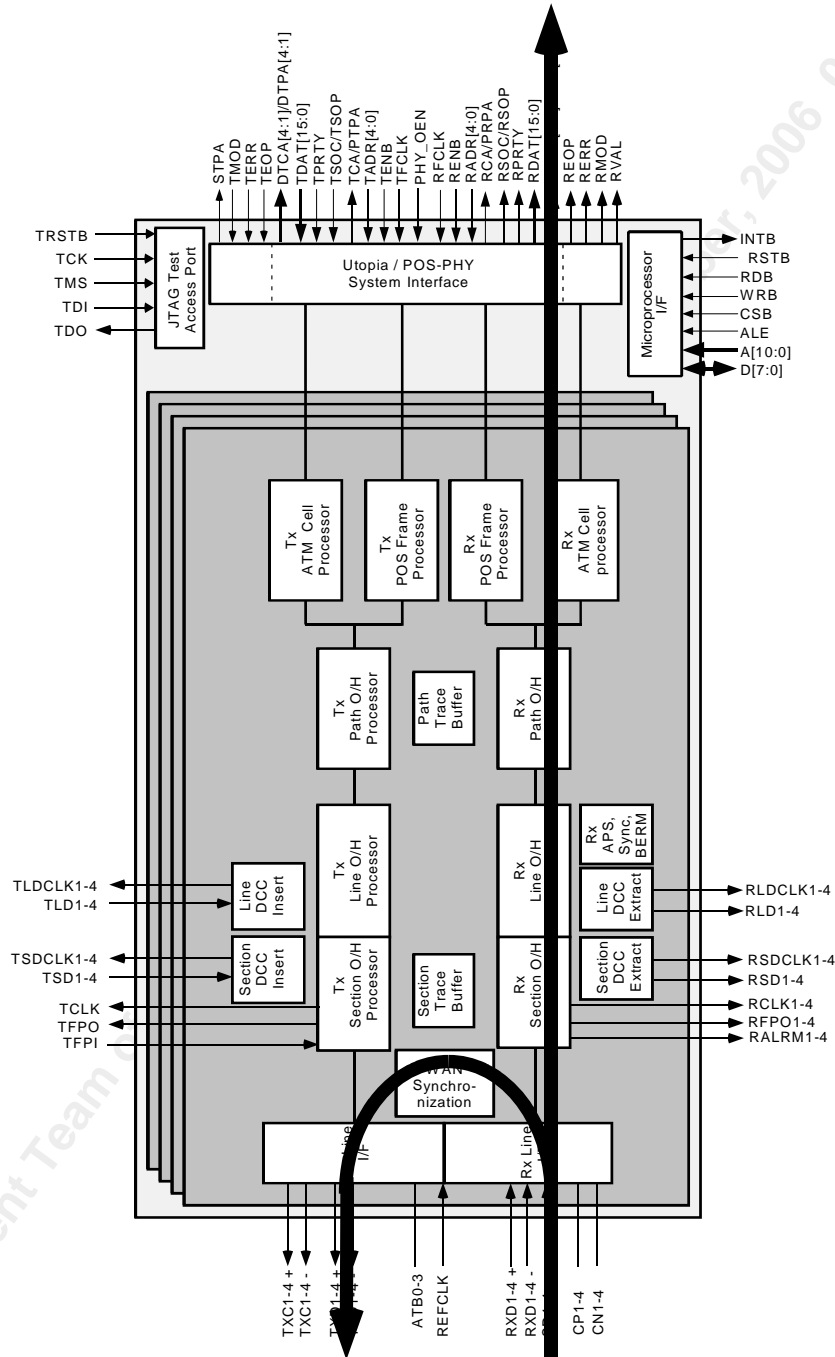 STPA
TMOD
TERR
TEOP
DTCA[4:1]/DTPA[4:1]
TDAT[15:0]
TPRTY
TSOC/TSOP
TCA/PTPA
TADR[4:0]
TENB
TFCLK
PHY_OEN
RFCLK
RENB
RADR[4:0]
RCA/PRPA
RSOC/RSOP
RPRTY
RDAT[15:0]
REOP
RERR
RMOD
RVAL
TRSTB
TCK
TMS
TDI
TDO
JTAG Test
Access Port
Utopia / POS-PHY
System Interface
Microprocessor
I/F
INTB
RSTB
RDB
WRB
CSB
ALE
A[10:0]
D[7:0]
Tx
ATM Cell
Processor
Tx
POS Frame
Processor
Rx
POS Frame
Processor
Rx
ATM Cell
processor
Tx
Path O/H
Processor
Path
Trace
Buffer
Rx
Path O/H
Tx
Line O/H
Processor
Rx
Line O/H
Rx
APS,
Sync,
BERM
TLDCLK1-4
TLD1-4
Line
DCC
Insert
Line
DCC
Extract
RLDCLK1-4
RLD1-4
TSDCLK1-4
TSD1-4
Section
DCC
Insert
Tx
Section O/H
Processor
Section
Trace
Buffer
Rx
Section O/H
Section
DCC
Extract
RSDCLK1-4
RSD1-4
TCLK
TFPO
TFPI
RCLK1-4
RFPO1-4
RALRM1-4
WAN
Synchro-
nization
Line
I/F
Rx Line
TXC1-4 +
TXC1-4 -
ATB0-3
REFCLK
RXD1-4 +
RXD1-4 -
CP1-4
CN1-4
ent Team of
ber, 2006